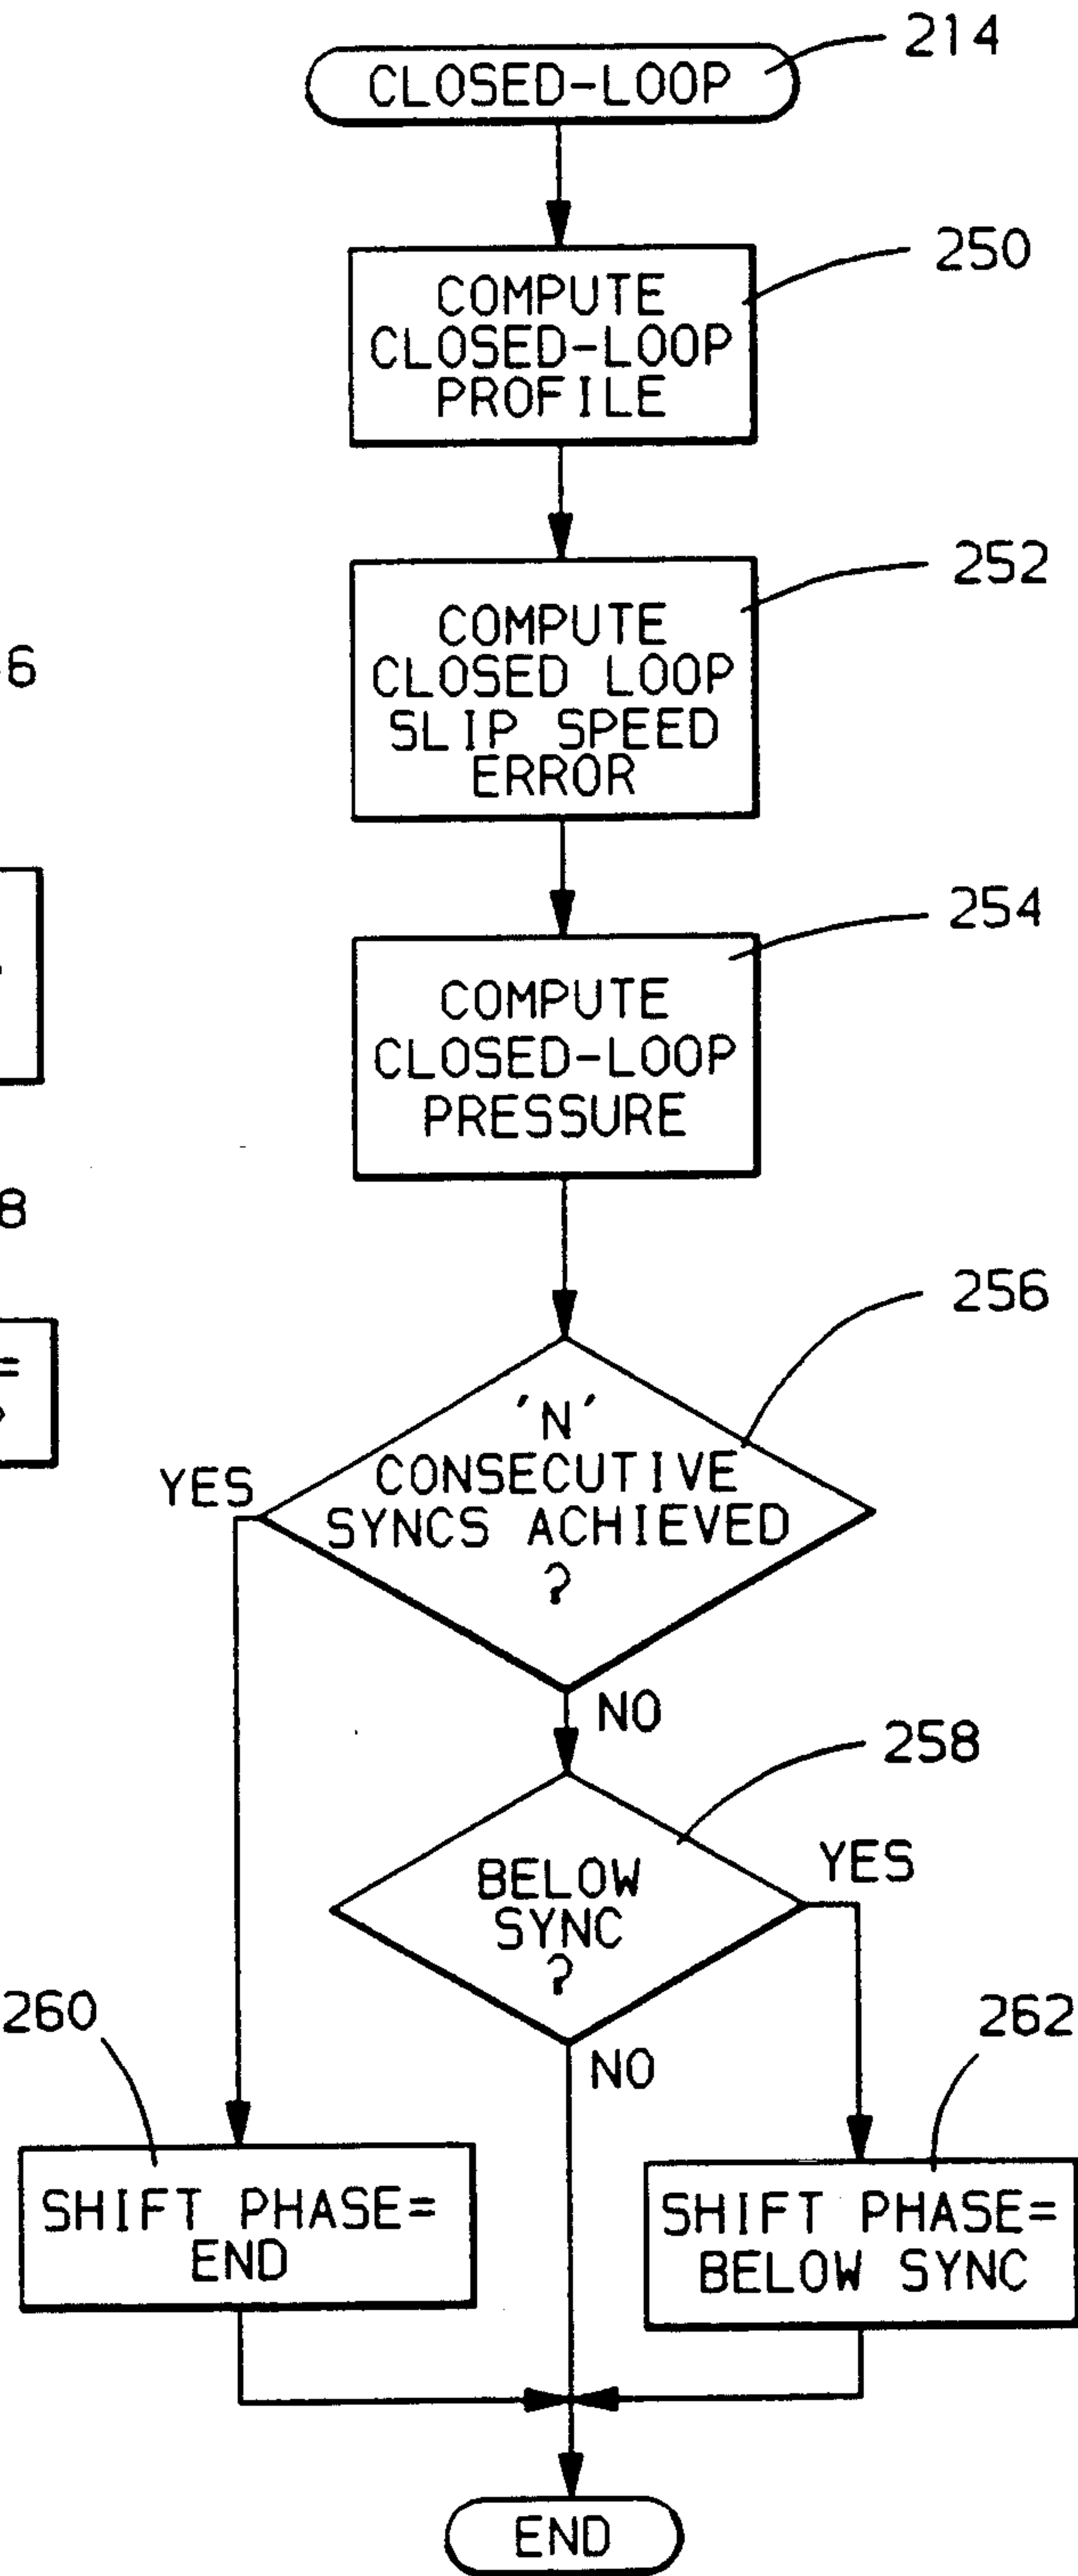 CLOSED-LOOP
214
COMPUTE
CLOSED-LOOP
PROFILE
250
COMPUTE
CLOSED LOOP
SLIP SPEED
ERROR
252
6
COMPUTE
CLOSED-LOOP
PRESSURE
254
8
=
'N'
CONSECUTIVE
SYNCS ACHIEVED
?
256
YES
NO
BELOW
SYNC
?
258
YES
NO
260
262
SHIFT PHASE=
END
SHIFT PHASE=
BELOW SYNC
END